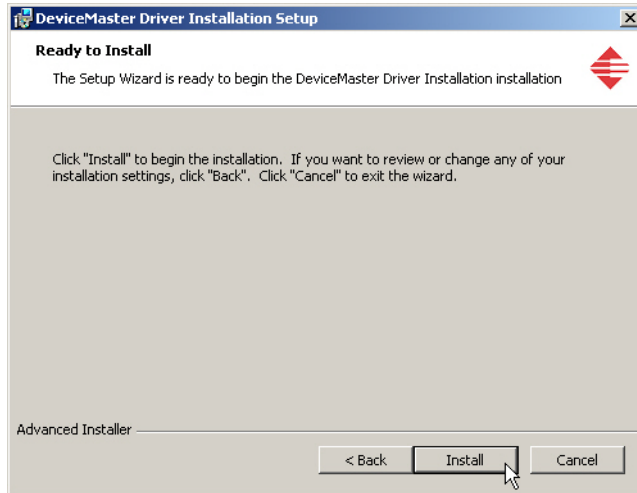 DeviceMaster Driver Installation Setup
Ready to Install
The Setup Wizard is ready to begin the DeviceMaster Driver Installation installation
Click "Install" to begin the installation.  If you want to review or change any of your
installation settings, click "Back".  Click "Cancel" to exit the wizard.
Advanced Installer
< Back
Install
Cancel